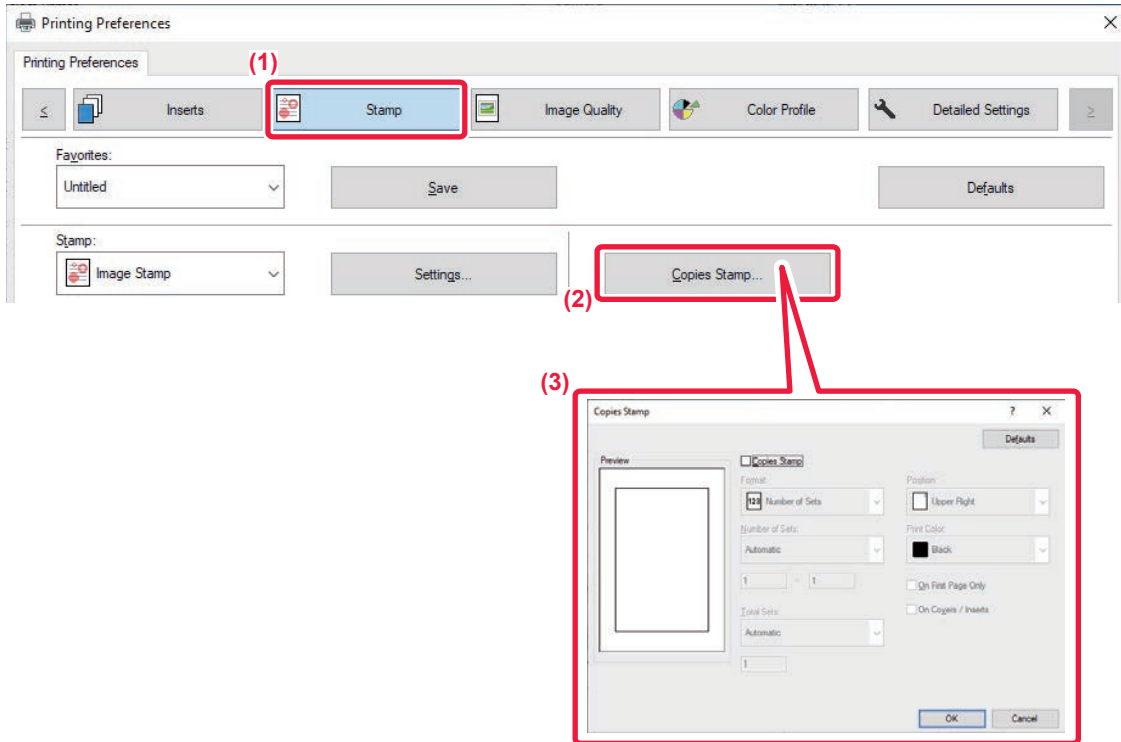 Printing Preferences
Printing Preferences
(1)
< Inserts Stamp Image Quality Color Profile Detailed Settings >
Favorites:
Untitled Save Defaults
Stamp:
Image Stamp Settings... Copies Stamp...
(2)
(3)
Copies Stamp ? X
Defaults
Preview Copies Stamp
Format: Position:
123 Number of Sets Upper Right
Number of Sets: Print Color:
Automatic Black
1 - 1 On First Page Only
Total Sets: On Covers / Inserts
Automatic
1
OK Cancel